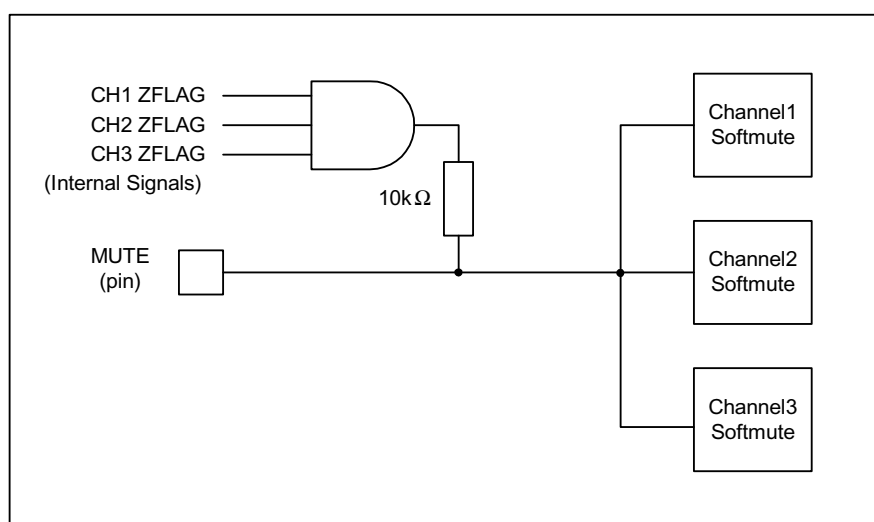 CH1 ZFLAG
CH2 ZFLAG
CH3 ZFLAG
(Internal Signals)
10kΩ
MUTE
(pin)
Channel1
Softmute
Channel2
Softmute
Channel3
Softmute